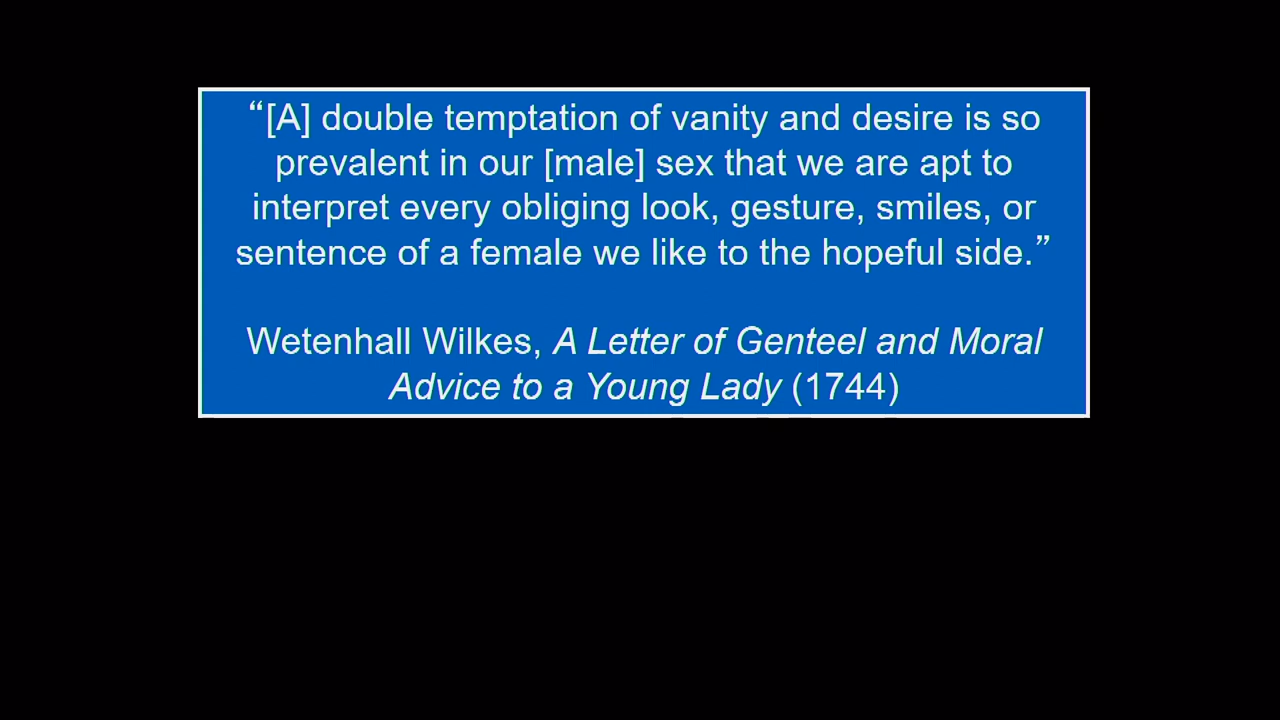 “[A] double temptation of vanity and desire is so
prevalent in our [male] sex that we are apt to
interpret every obliging look, gesture, smiles, or
sentence of a female we like to the hopeful side.”
Wetenhall Wilkes, A Letter of Genteel and Moral
Advice to a Young Lady (1744)